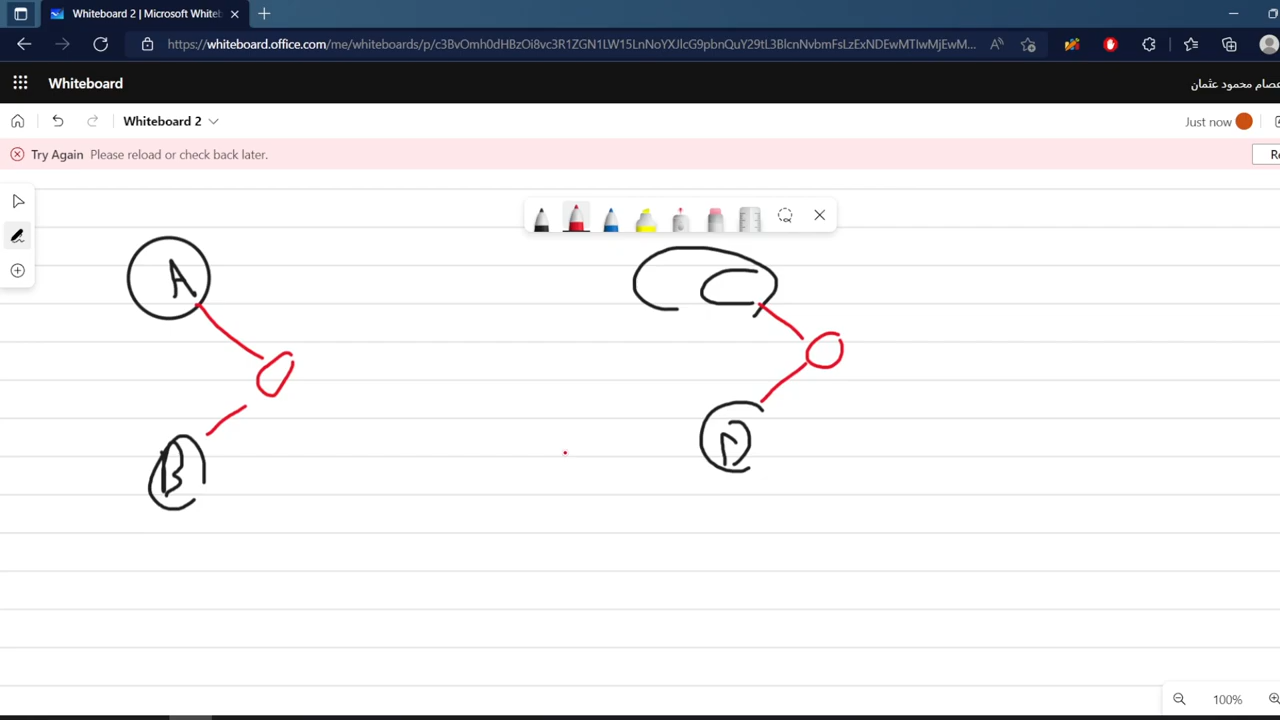 Whiteboard 2 | Microsoft Whiteb
https://whiteboard.office.com/me/whiteboards/p/c3BvOmh0dHBzOi8vc3R1ZGN1LW15LnNoYXJlcG9pbnQuY29tL3BlcnNvbmFsLzExNDEwMTIwMjEwM...
Whiteboard
عصام محمود عثمان
Whiteboard 2
Just now
Try Again Please reload or check back later.
A
C
B
D
100%